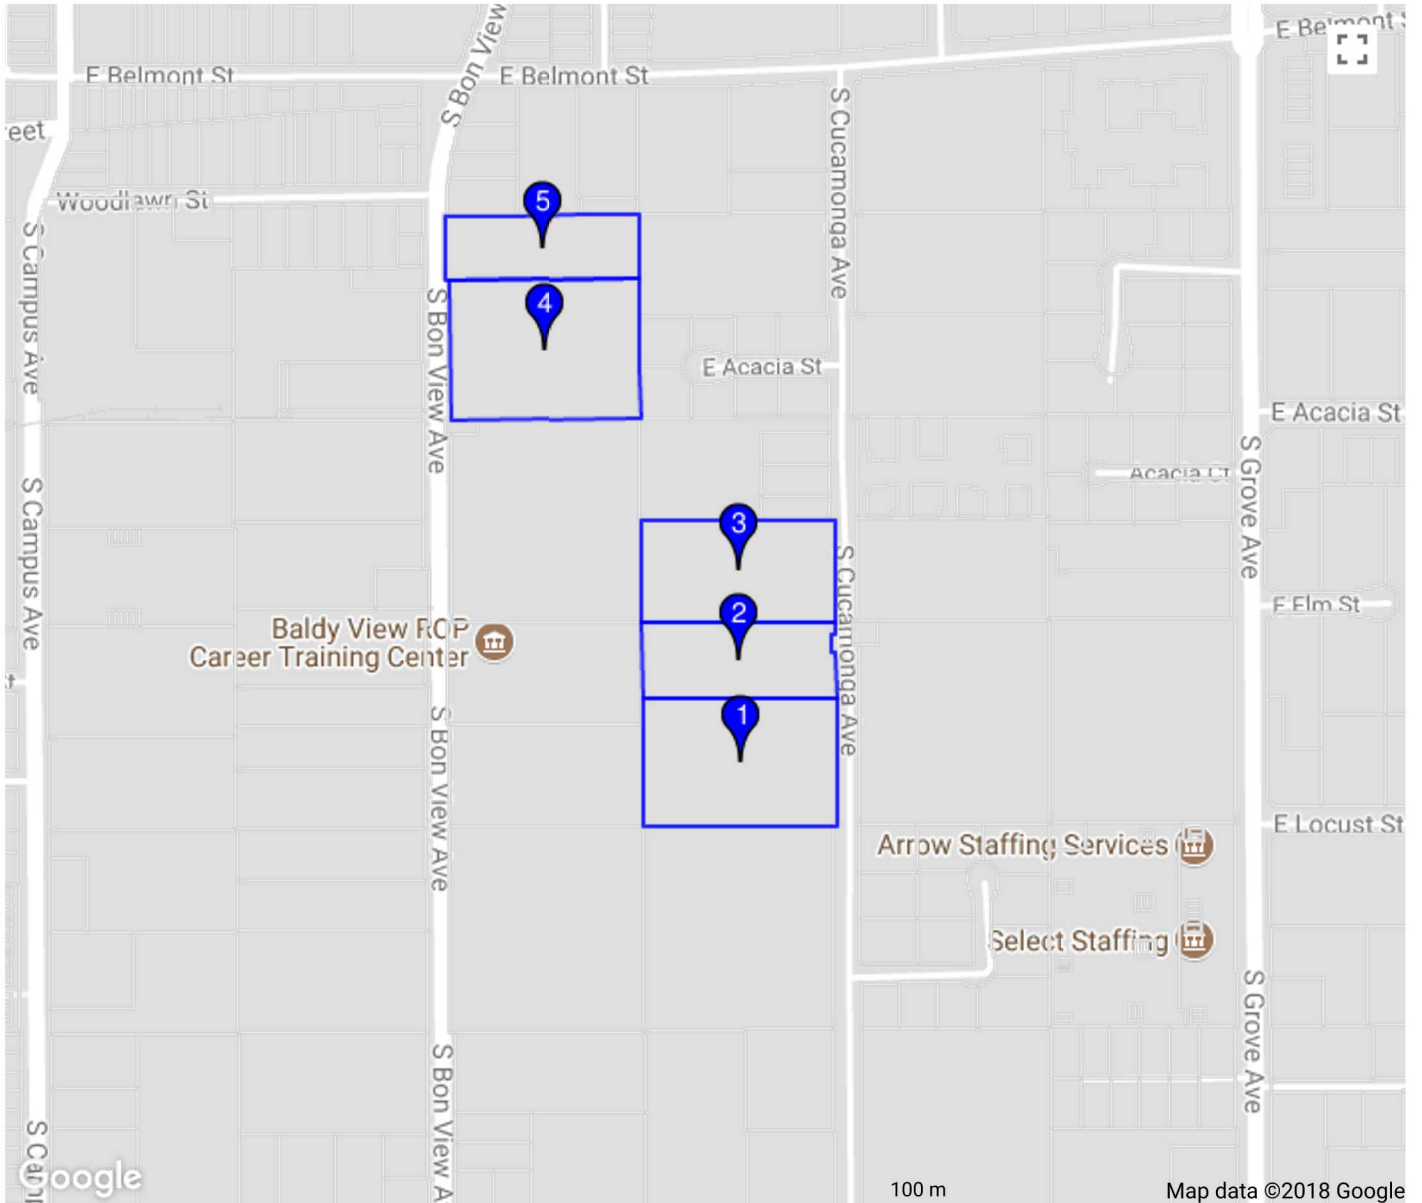 E Belmont St
E Belmont St
E Belmont
S Bon View
reet
Woodlawn St
S Campus Ave
S Cucamonga Ave
5
4
S Bon View Ave
E Acacia St
E Acacia St
Acacia Ct
S Grove Ave
S Campus Ave
3
2
1
S Cucamonga Ave
E Elm St
Baldy View ROP
Career Training Center
S Bon View Ave
E Locust St
Arrow Staffing Services
Select Staffing
S Grove Ave
S Bon View A
S Cam
Google
100 m
Map data ©2018 Google